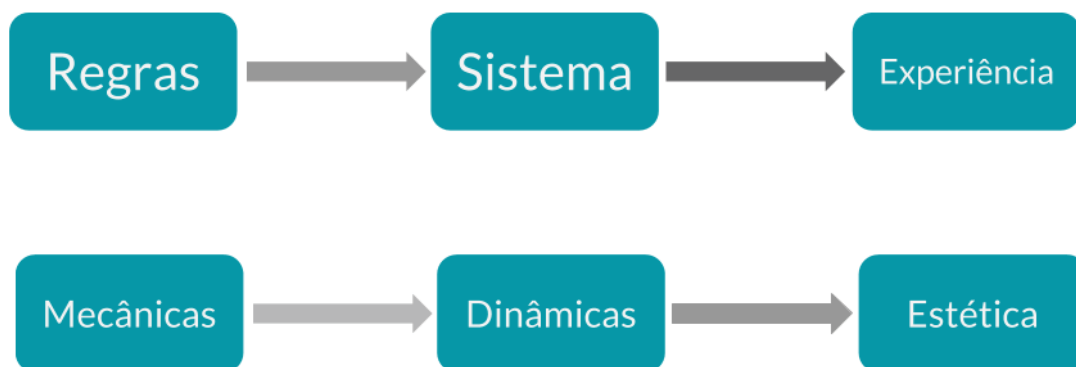 Regras
Sistema
Experiência
Mecânicas
Dinâmicas
Estética